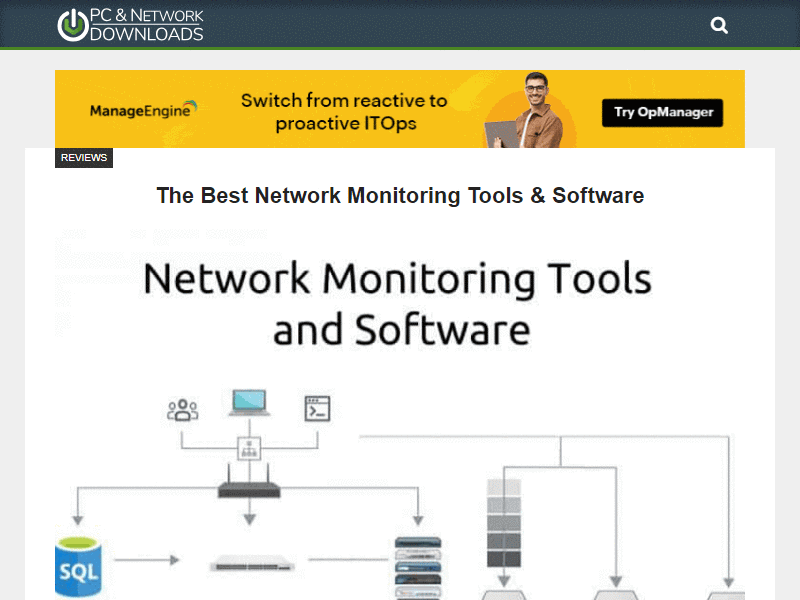 PC & NETWORK
DOWNLOADS
ManageEngine
Switch from reactive to
proactive ITOps
Try OpManager
REVIEWS
The Best Network Monitoring Tools & Software
Network Monitoring Tools
and Software
SQL